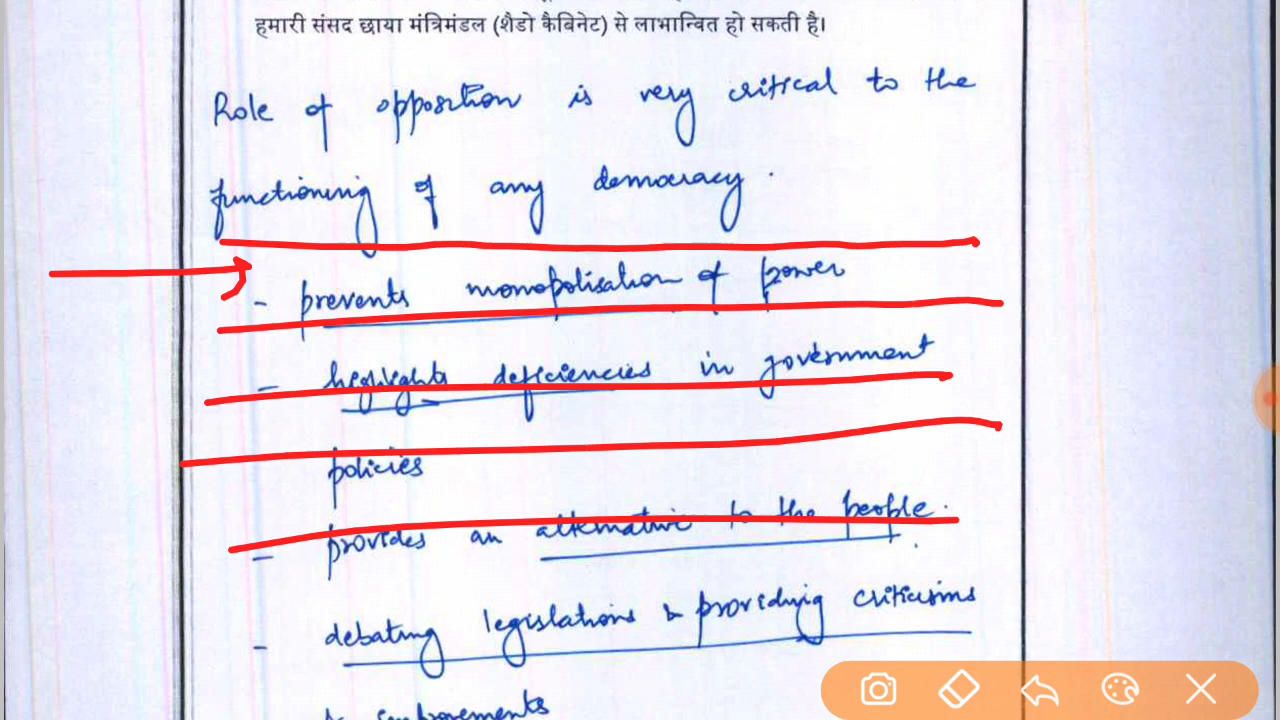 हमारी संसद छाया मंत्रिमंडल (शैडो कैबिनेट) से लाभान्वित हो सकती है।
Role of opposition is very critical to the
functioning of any democracy.
- prevents monopolisation of power
- highlights deficiencies in government
policies
- provides an alternative to the people.
- debating legislations & providing criticisms
improvements